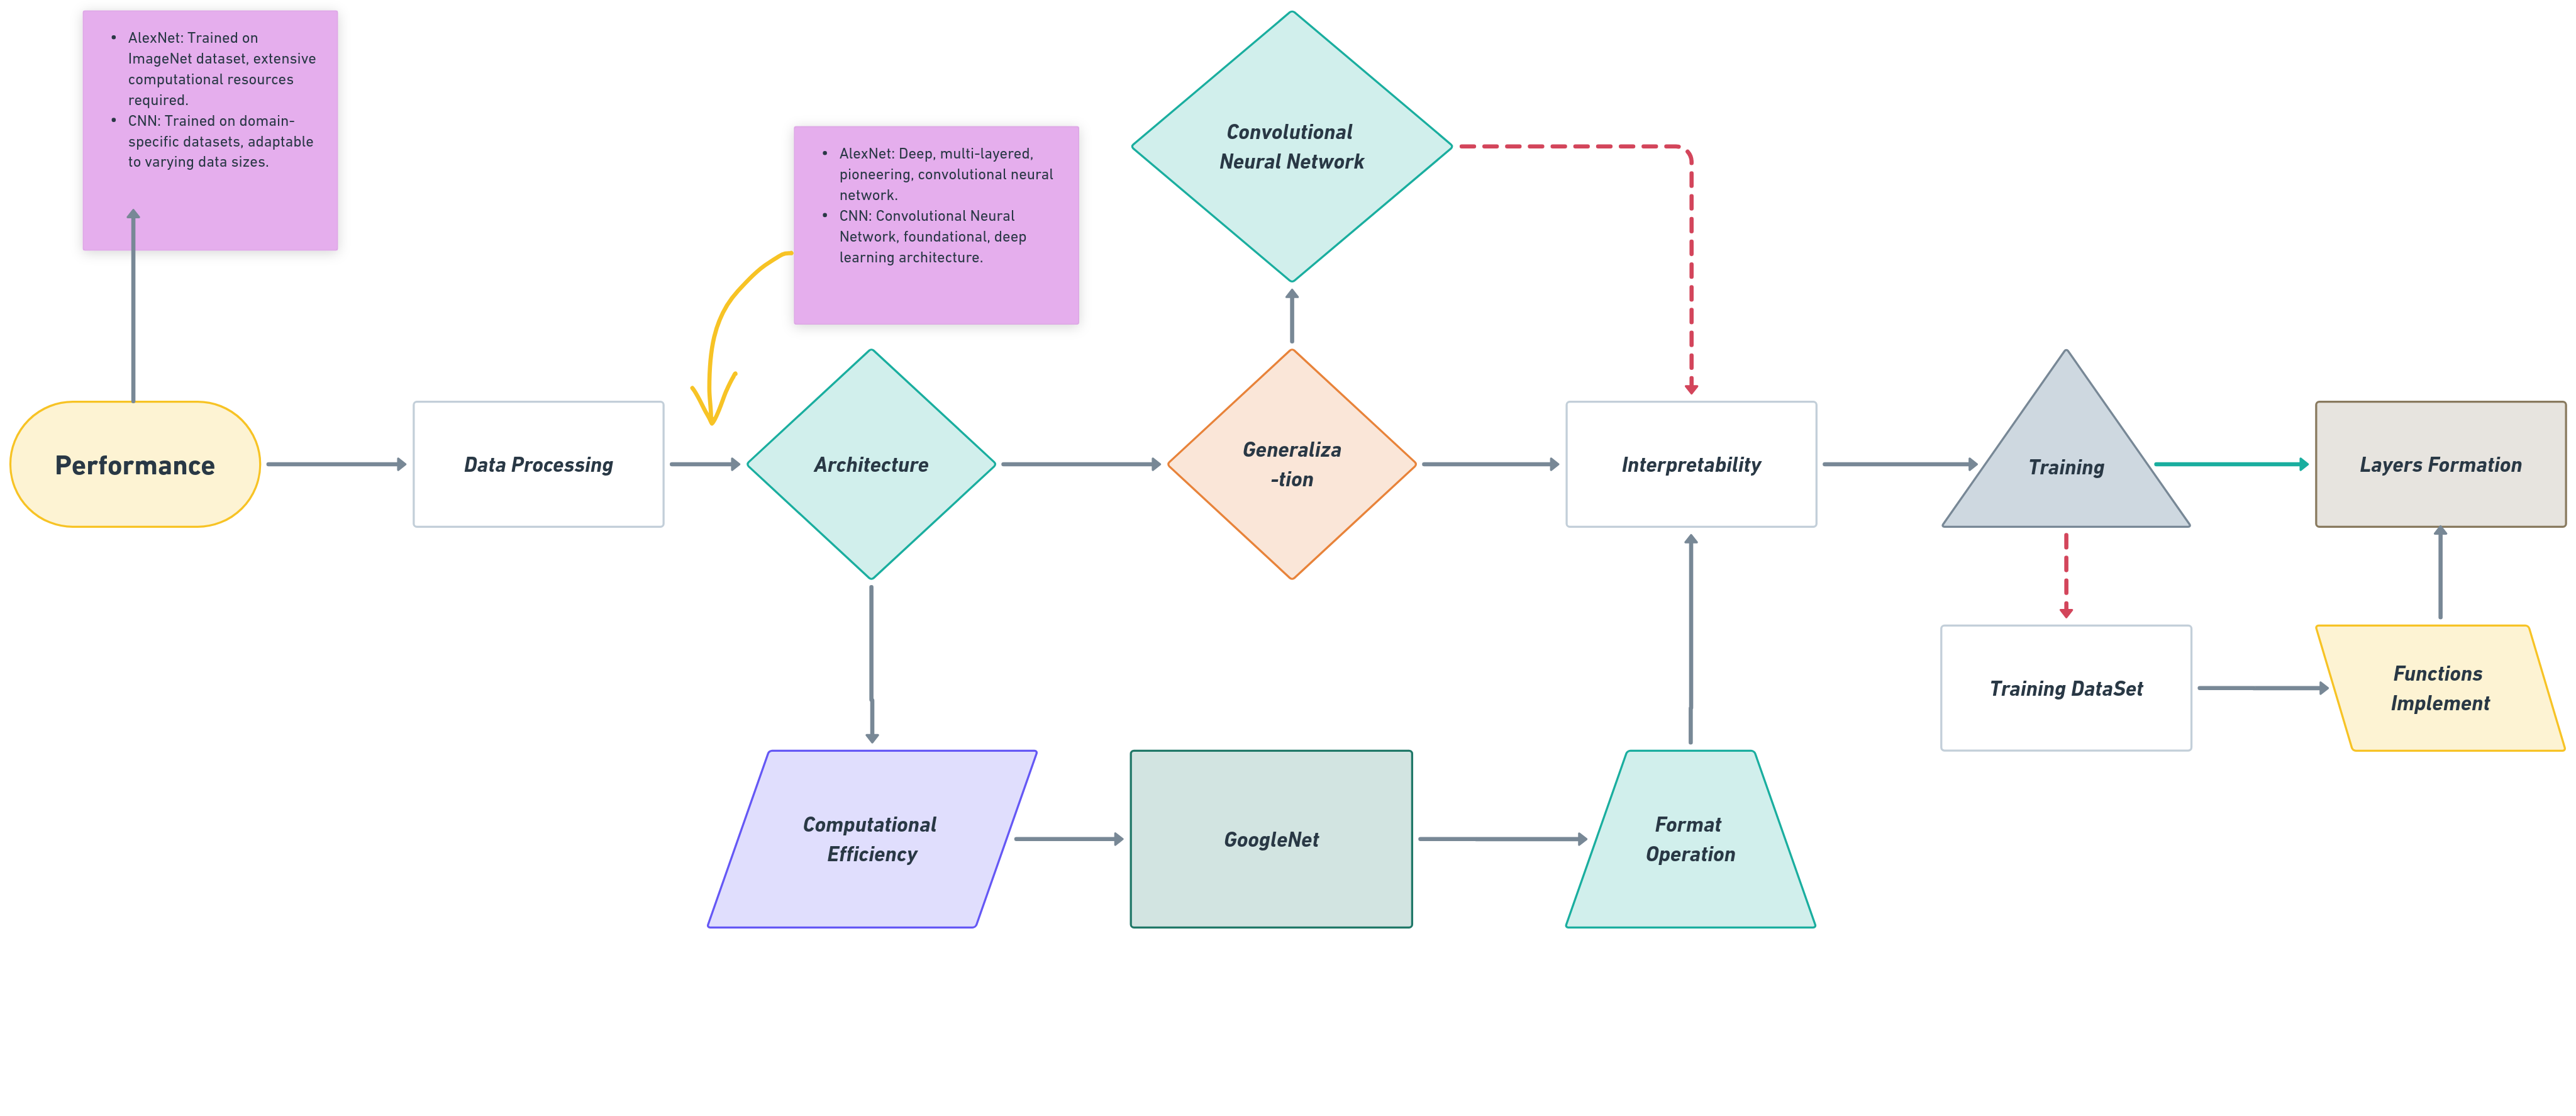 • AlexNet: Trained on
ImageNet dataset, extensive
computational resources
required.
• CNN: Trained on domain-
specific datasets, adaptable
to varying data sizes.
• AlexNet: Deep, multi-layered,
pioneering, convolutional neural
network.
• CNN: Convolutional Neural
Network, foundational, deep
learning architecture.
Convolutional
Neural Network
Performance
Data Processing
Architecture
Generaliza
-tion
Interpretability
Training
Layers Formation
Training DataSet
Functions
Implement
Computational
Efficiency
GoogleNet
Format
Operation